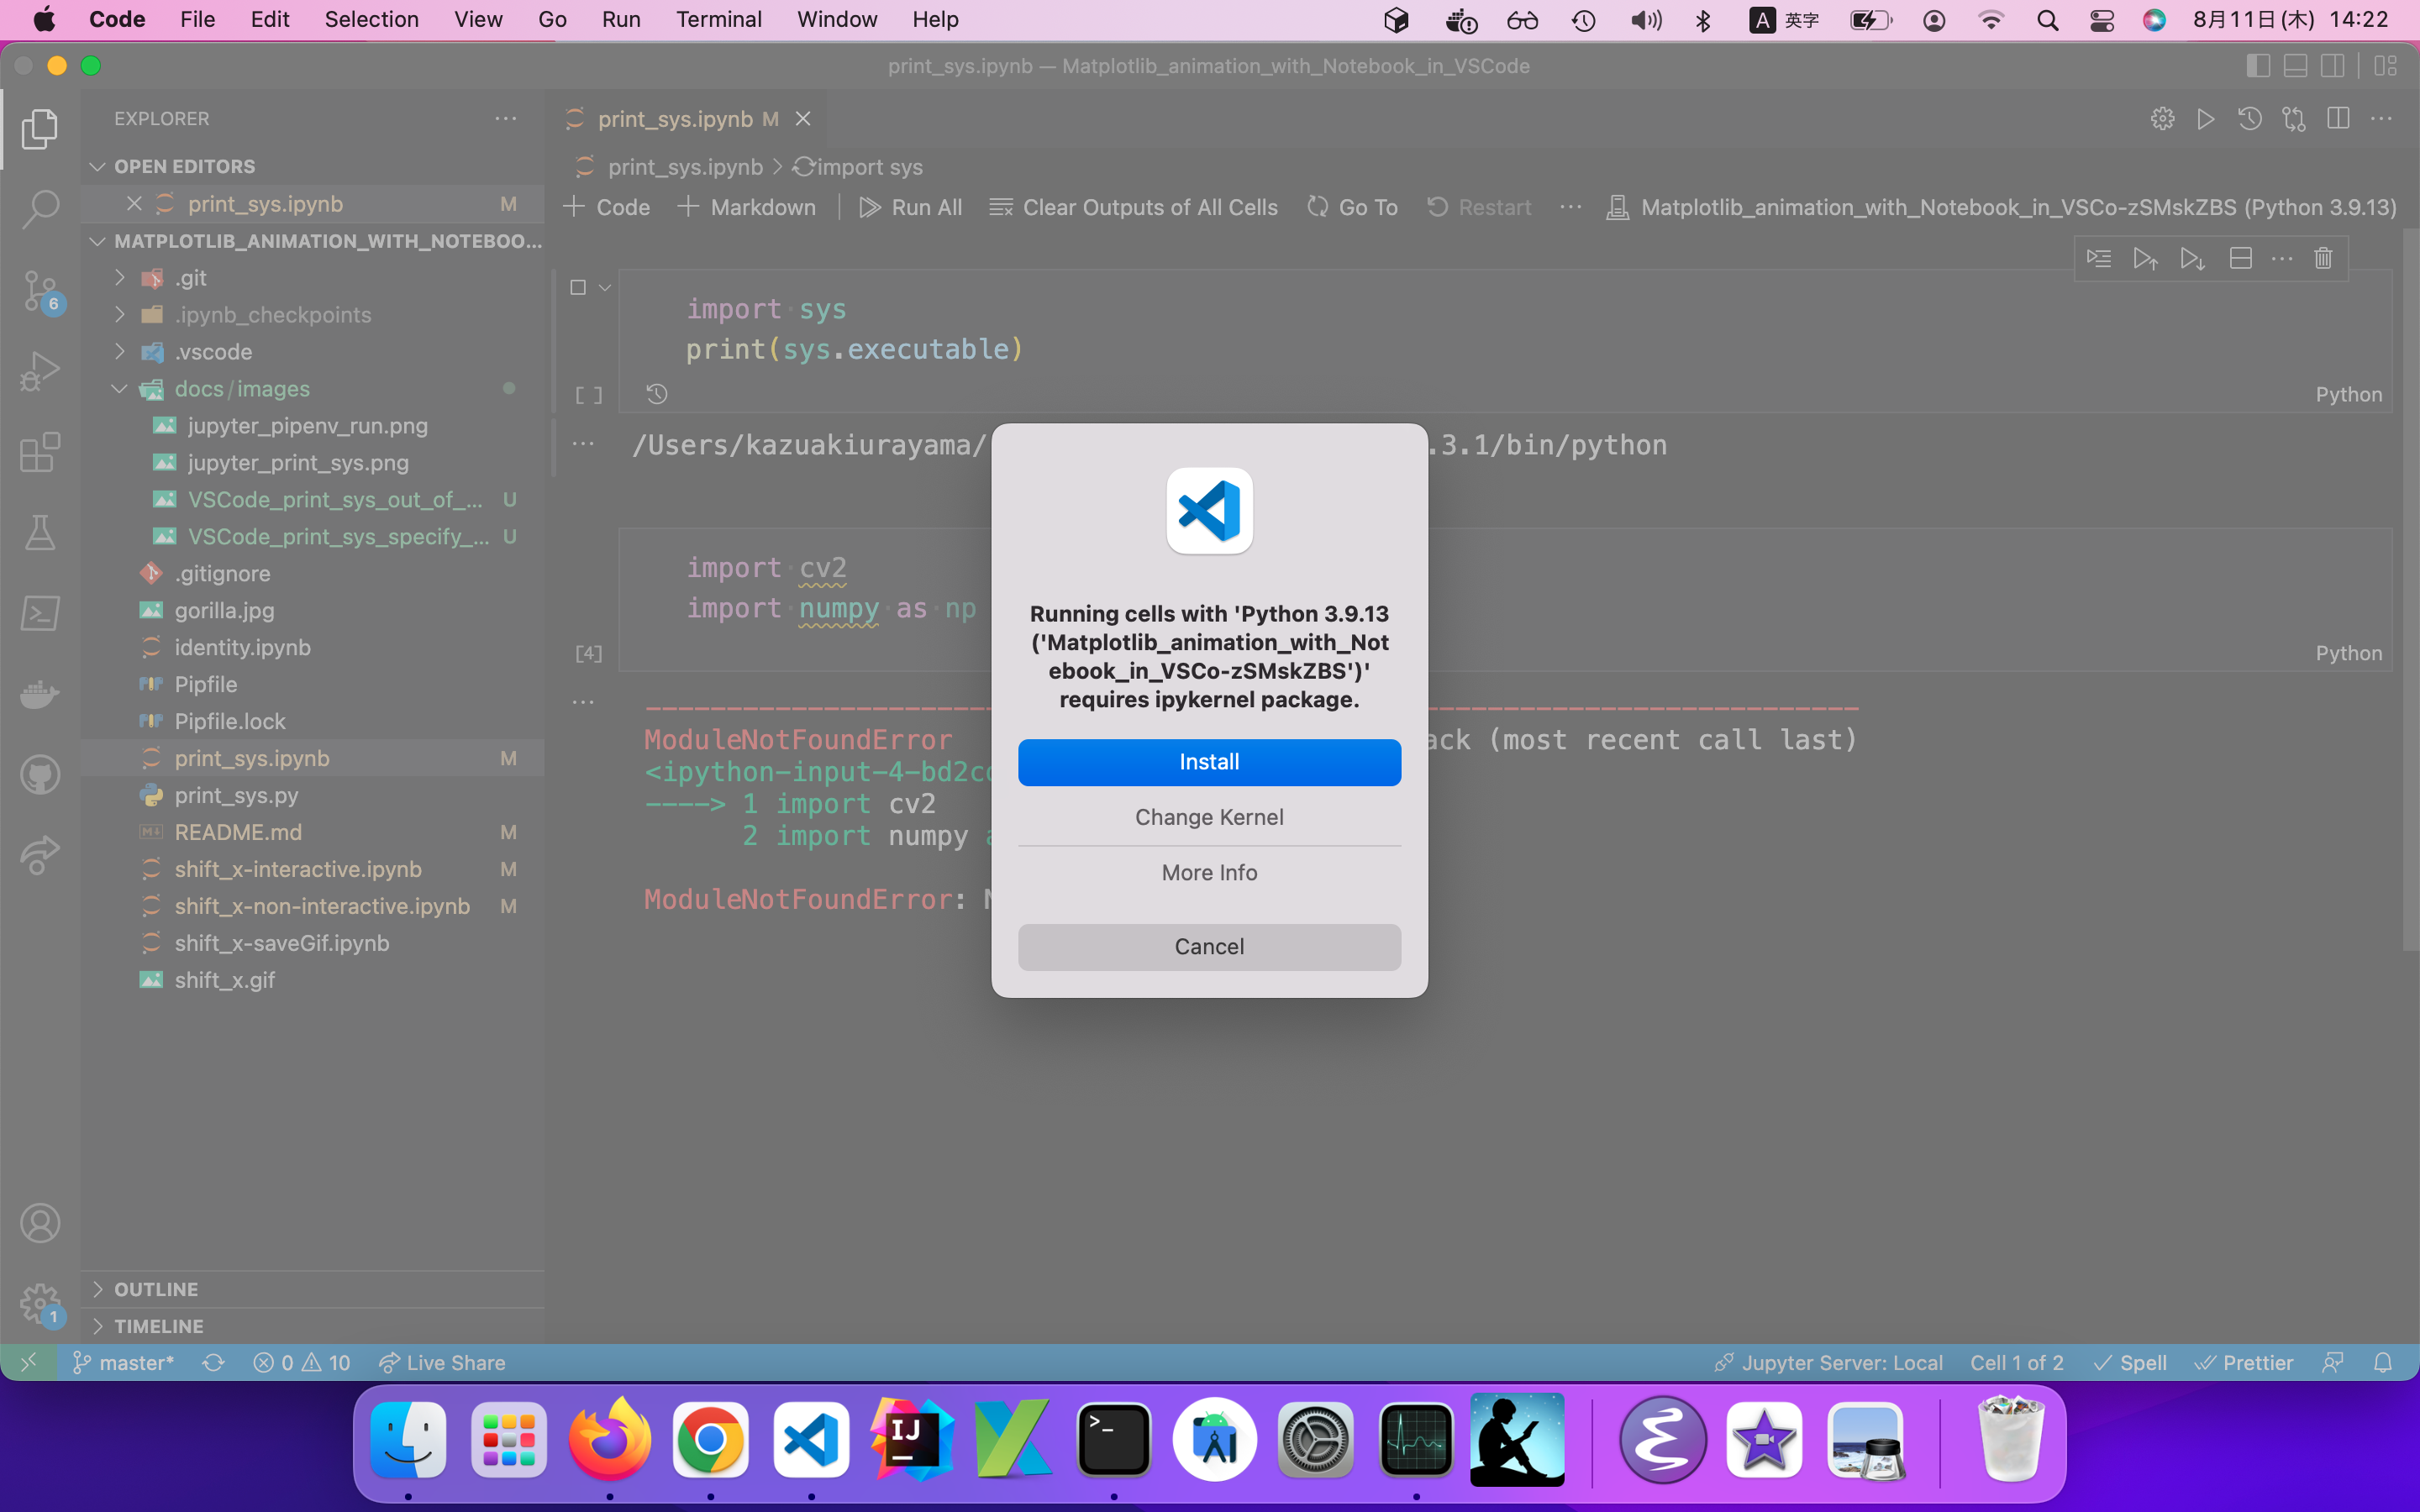 Code File Edit Selection View Go Run Terminal Window Help A 英字 8月11日(木) 14:22
print_sys.ipynb — Matplotlib_animation_with_Notebook_in_VSCode
EXPLORER
print_sys.ipynb M
OPEN EDITORS
print_sys.ipynb > import sys
print_sys.ipynb M
Code Markdown Run All Clear Outputs of All Cells Go To Restart Matplotlib_animation_with_Notebook_in_VSCo-zSMskZBS (Python 3.9.13)
MATPLOTLIB_ANIMATION_WITH_NOTEBOO...
.git
.ipynb_checkpoints
.vscode
docs/images
jupyter_pipenv_run.png
jupyter_print_sys.png
VSCode_print_sys_out_of_... U
VSCode_print_sys_specify_... U
.gitignore
gorilla.jpg
identity.ipynb
Pipfile
Pipfile.lock
print_sys.ipynb M
print_sys.py
README.md M
shift_x-interactive.ipynb M
shift_x-non-interactive.ipynb M
shift_x-saveGif.ipynb
shift_x.gif
OUTLINE
TIMELINE
6
1
import sys
print(sys.executable)
[ ] Python
/Users/kazuakiurayama/ .3.1/bin/python
import cv2
import numpy as np
[4] Python
ModuleNotFoundError ack (most recent call last)
<ipython-input-4-bd2c
----> 1 import cv2
2 import numpy
ModuleNotFoundError:
Running cells with 'Python 3.9.13
('Matplotlib_animation_with_Not
ebook_in_VSCo-zSMskZBS')'
requires ipykernel package.
Install
Change Kernel
More Info
Cancel
master* 0 10 Live Share Jupyter Server: Local Cell 1 of 2 Spell Prettier
IJ